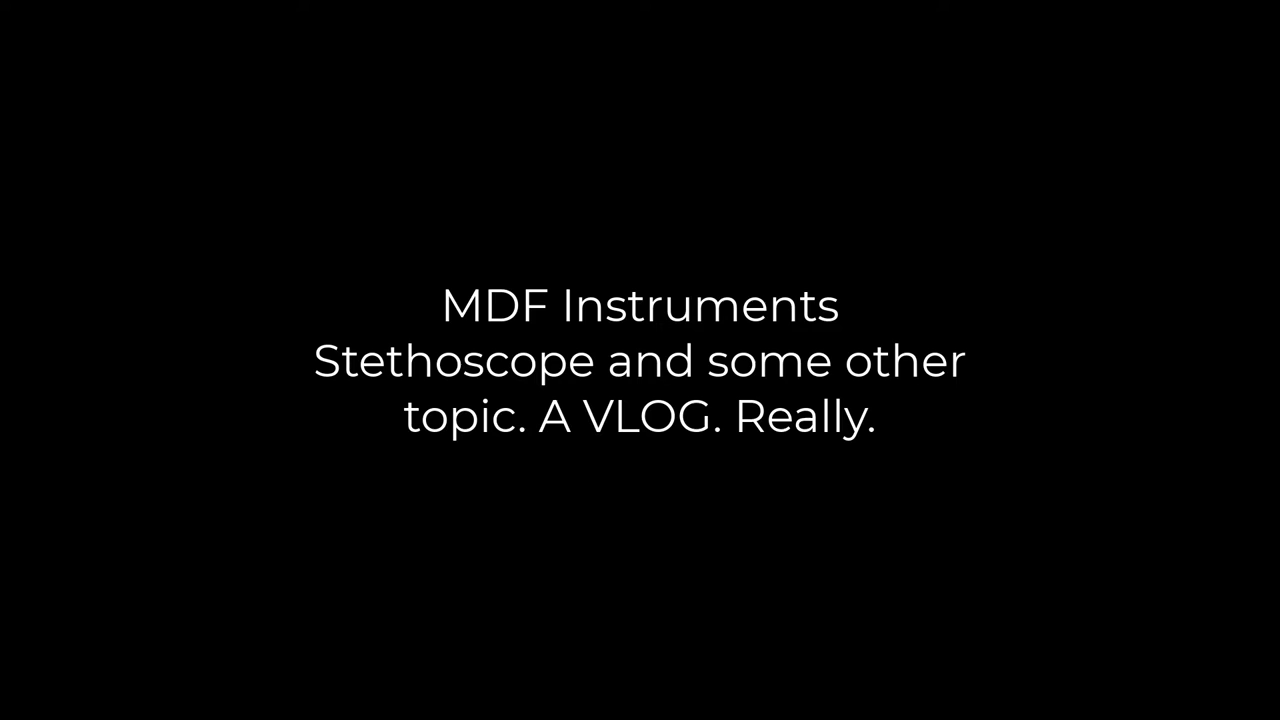 MDF Instruments
Stethoscope and some other
topic. A VLOG. Really.